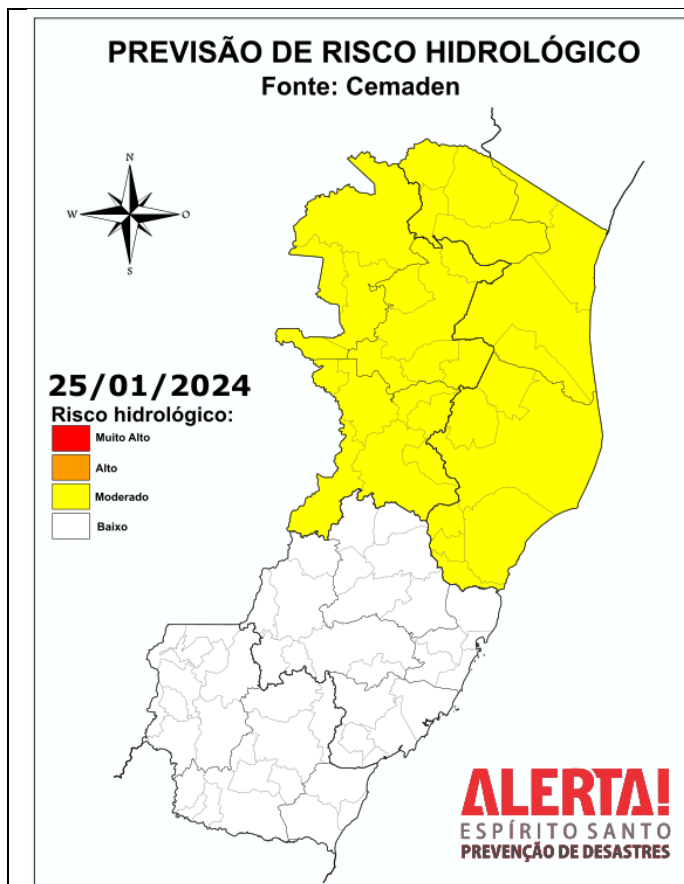 PREVISÃO DE RISCO HIDROLÓGICO
Fonte: Cemaden
N
W
O
S
25/01/2024
Risco hidrológico:
Muito Alto
Alto
Moderado
Baixo
ALERTA!
ESPÍRITO SANTO
PREVENÇÃO DE DESASTRES